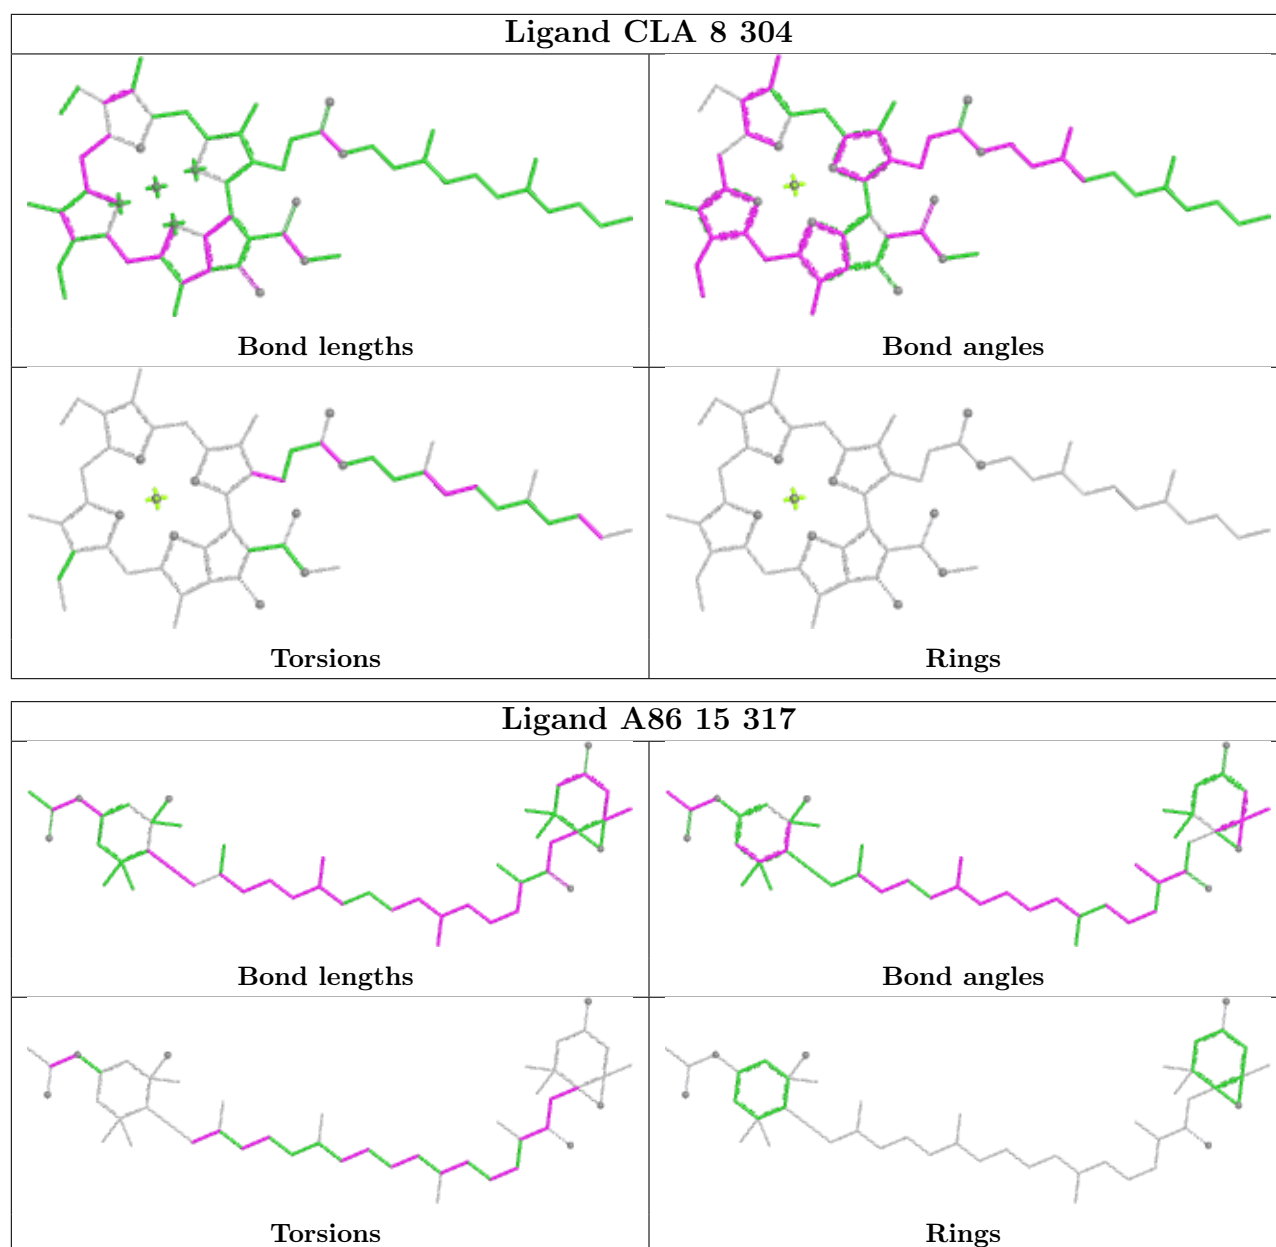 Ligand CLA 8 304
Bond lengths
Bond angles
Torsions
Rings
Ligand A86 15 317
Bond lengths
Bond angles
Torsions
Rings